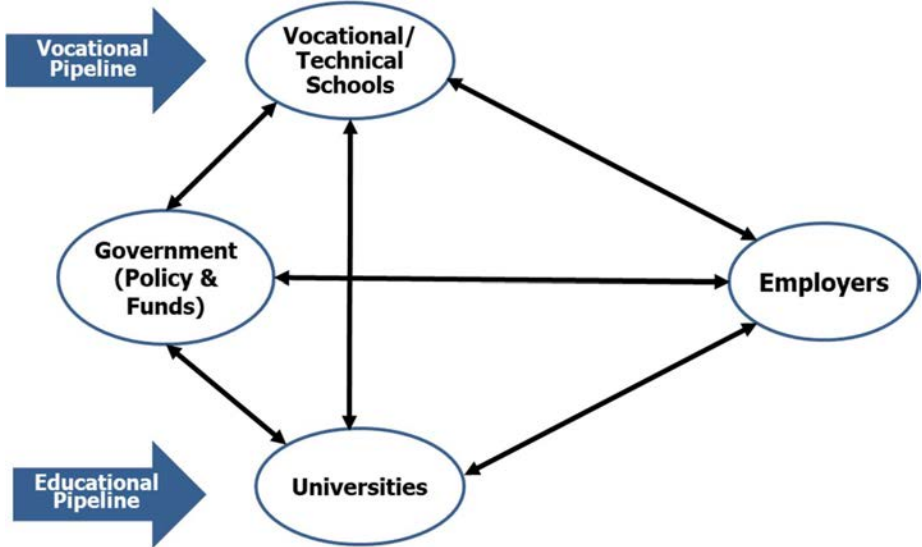 Vocational
Pipeline
Vocational/
Technical
Schools
Government
(Policy &
Funds)
Employers
Educational
Pipeline
Universities